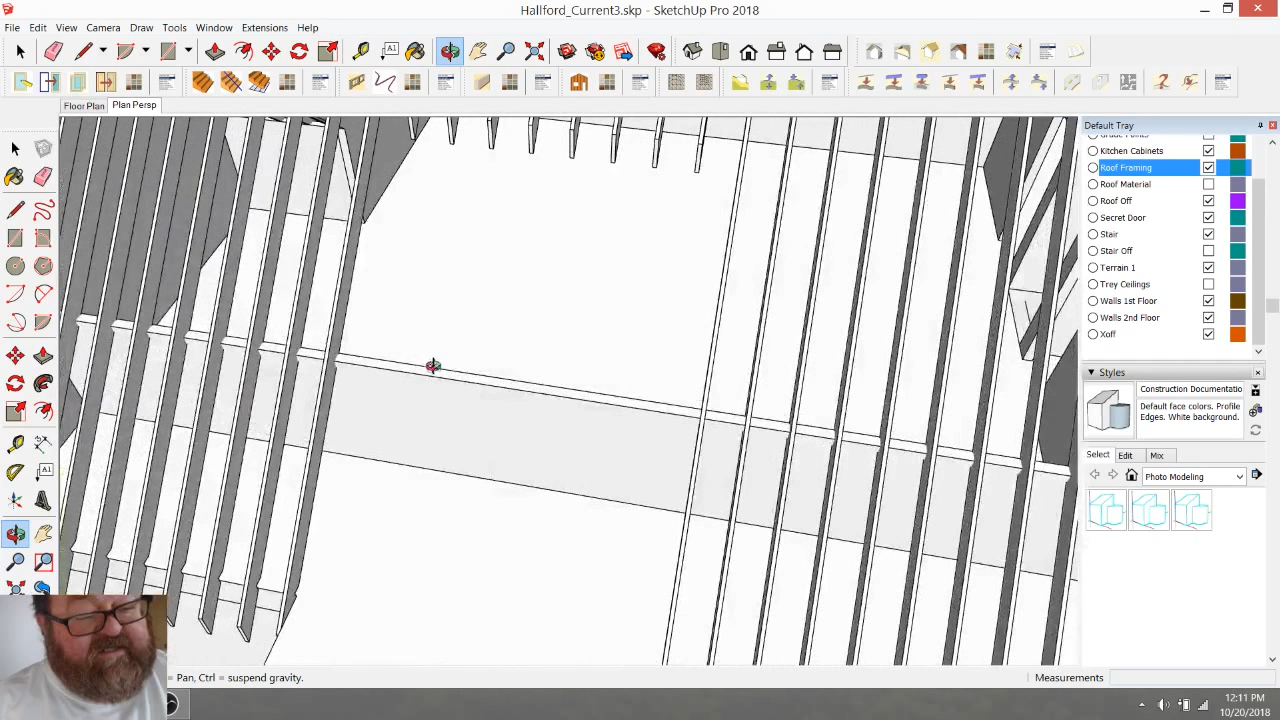 Hallford_Current3.skp - SketchUp Pro 2018
File Edit View Camera Draw Tools Window Extensions Help
A1
Floor Plan Plan Persp
Default Tray
Kitchen Cabinets
Roof Framing
Roof Material
Roof Off
Secret Door
Stair
Stair Off
Terrain 1
Trey Ceilings
Walls 1st Floor
Walls 2nd Floor
Xoff
Styles
Construction Documentatio
Default face colors. Profile
Edges. White background.
Select Edit Mix
Photo Modeling
A1
= Pan, Ctrl = suspend gravity.
Measurements
12:11 PM
10/20/2018